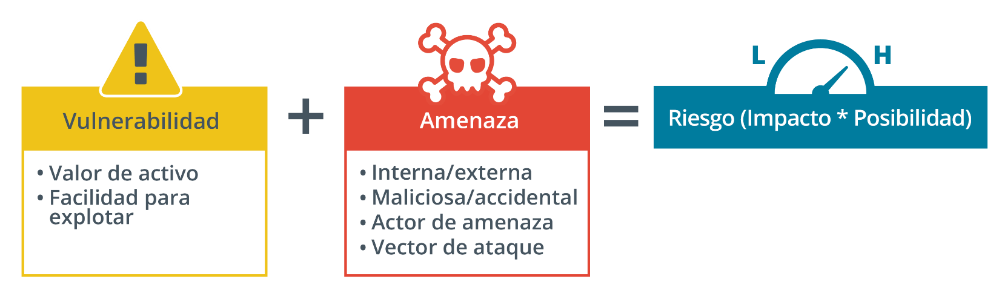 !
Vulnerabilidad
• Valor de activo
• Facilidad para
explotar
+
Amenaza
• Interna/externa
• Maliciosa/accidental
• Actor de amenaza
• Vector de ataque
=
L H
Riesgo (Impacto * Posibilidad)